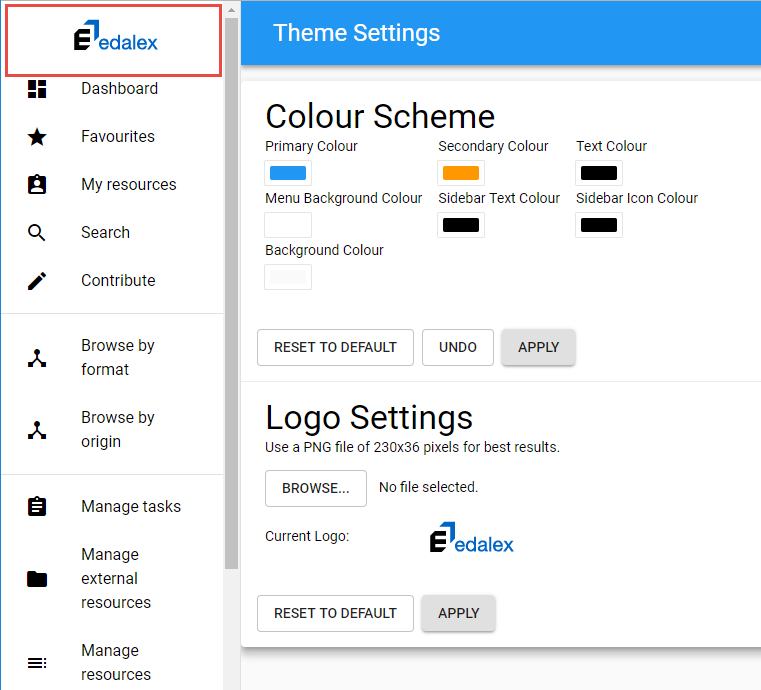 edalex
Dashboard
Favourites
My resources
Search
Contribute
Browse by
format
Browse by
origin
Manage tasks
Manage
external
resources
Manage
resources
Theme Settings
Colour Scheme
Primary Colour
Secondary Colour
Text Colour
Menu Background Colour
Sidebar Text Colour
Sidebar Icon Colour
Background Colour
RESET TO DEFAULT
UNDO
APPLY
Logo Settings
Use a PNG file of 230x36 pixels for best results.
BROWSE...
No file selected.
Current Logo:
edalex
RESET TO DEFAULT
APPLY